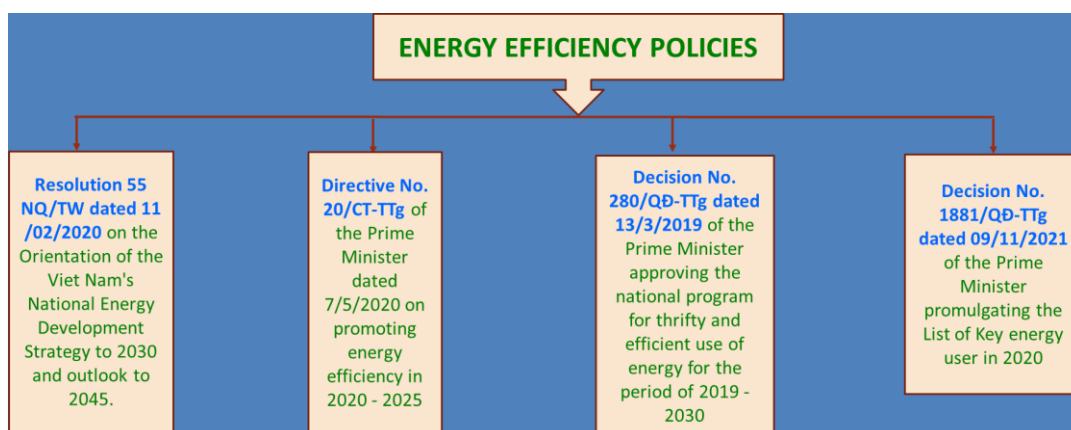 ENERGY EFFICIENCY POLICIES
Resolution 55
NQ/TW dated 11
/02/2020 on the
Orientation of the
Viet Nam's
National Energy
Development
Strategy to 2030
and outlook to
2045.
Directive No.
20/CT-TTg of
the Prime
Minister
dated
7/5/2020 on
promoting
energy
efficiency in
2020 - 2025
Decision No.
280/QĐ-TTg dated
13/3/2019 of the
Prime Minister
approving the
national program
for thrifty and
efficient use of
energy for the
period of 2019 -
2030
Decision No.
1881/QĐ-TTg
dated 09/11/2021
of the Prime
Minister
promulgating the
List of Key energy
user in 2020